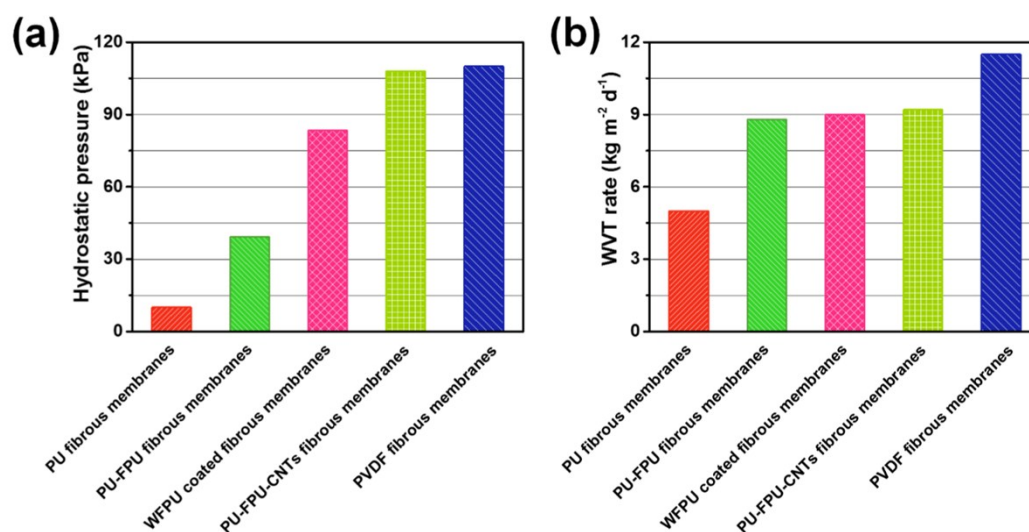 (a)
Hydrostatic pressure (kPa)
120
90
60
30
0
PU fibrous membranes
PU-FPU fibrous membranes
WFPU coated fibrous membranes
PU-FPU-CNTs fibrous membranes
PVDF fibrous membranes
(b)
WVT rate (kg m⁻² d⁻¹)
12
9
6
3
0
PU fibrous membranes
PU-FPU fibrous membranes
WFPU coated fibrous membranes
PU-FPU-CNTs fibrous membranes
PVDF fibrous membranes